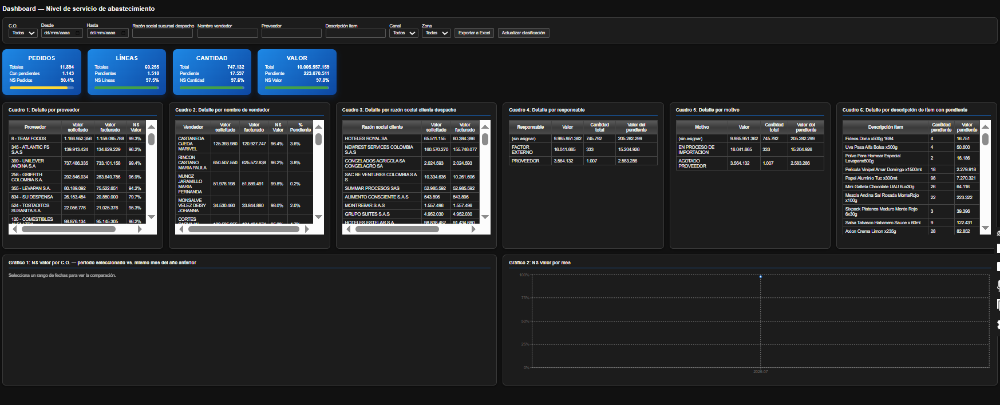 Dashboard — Nivel de servicio de abastecimiento
C.O. Desde Hasta Razón social sucursal despacho Nombre vendedor Proveedor Descripción ítem Canal Zona
Todos dd/mm/aaaa dd/mm/aaaa Todos Todas Exportar a Excel Actualizar clasificación
PEDIDOS
Totales 11.894
Con pendientes 1.143
NS Pedidos 90.4%
LÍNEAS
Totales 60.255
Pendientes 1.518
NS Líneas 97.5%
CANTIDAD
Total 747.132
Pendiente 17.597
NS Cantidad 97.6%
VALOR
Total 10.005.557.159
Pendiente 223.070.511
NS Valor 97.8%
Cuadro 1: Detalle por proveedor
Proveedor Valor solicitado Valor facturado NS Valor
8 - TEAM FOODS 1.166.952.356 1.159.095.788 99.3%
345 - ATLANTIC FS S.A.S 139.913.424 134.629.229 96.2%
399 - UNILEVER ANDINA S.A 737.486.335 733.101.158 99.4%
258 - GRIFFITH COLOMBIA S.A. 292.846.034 283.649.756 96.9%
355 - LEVAPAN S.A. 80.189.092 75.522.651 94.2%
834 - SU DESPENSA 26.153.454 20.850.000 79.7%
524 - TOSTADITOS SUSANITA S.A. 22.056.776 21.025.376 95.3%
120 - COMESTIBLES 98.876.134 95.145.305 96.2%
Cuadro 2: Detalle por nombre de vendedor
Vendedor Valor solicitado Valor facturado NS Valor % Pendiente
CASTANEDA OJEDA MARIVEL 125.393.980 120.927.747 96.4% 3.6%
RINCON CASTANO MARIA PAULA 650.507.550 625.572.838 96.2% 3.8%
MUNOZ JARAMILLO MARIA FERNANDA 51.976.198 51.889.491 99.8% 0.2%
MONSALVE VELEZ DEISY JOHANNA 34.530.460 33.844.880 98.0% 2.0%
CORTES
Cuadro 3: Detalle por razón social cliente despacho
Razón social cliente Valor solicitado Valor facturado
HOTELES ROYAL SA 65.511.155 60.384.396
NEWREST SERVICES COLOMBIA S.A.S 160.570.270 155.746.077
CONGELADOS AGRICOLA SA CONGELAGRO SA 2.024.593 2.024.593
SAC BE VENTURES COLOMBIA S A S 10.334.636 10.261.606
SUMMAR PROCESOS SAS 52.985.592 52.985.592
ALIMENTO CONSCIENTE S.A.S 543.896 543.896
MONTREBAR S.A.S 1.557.496 1.557.496
GRUPO SUITES S.A.S 4.952.030 4.952.030
HOTELES ESTELAR S A 98.838.452 91.434.680
Cuadro 4: Detalle por responsable
Responsable Valor Cantidad total Valor del pendiente
(sin asignar) 9.985.951.362 745.792 205.282.299
FACTOR EXTERNO 16.041.665 333 15.204.926
PROVEEDOR 3.564.132 1.007 2.583.286
Cuadro 5: Detalle por motivo
Motivo Valor Cantidad total Valor del pendiente
(sin asignar) 9.985.951.362 745.792 205.282.299
EN PROCESO DE IMPORTACION 16.041.665 333 15.204.926
AGOTADO PROVEEDOR 3.564.132 1.007 2.583.286
Cuadro 6: Detalle por descripción de ítem con pendiente
Descripción ítem Cantidad pendiente Valor pendiente
Fideos Doria x500g 1684 4 16.751
Uva Pasa Alfa Bolsa x500g 4 50.600
Polvo Para Hornear Especial Levapanx500g 2 16.186
Pelicula Vinipel Amar Domingo x1500mt 18 2.279.918
Papel Aluminio Tuc x300mt 98 7.270.321
Mini Galleta Chocolate UAU 6ux30g 26 64.116
Mezcla Andina Sal Rosada MonteRojo x100g 22 223.322
Sixpack Platanos Maduro Monte Rojo 6x30g 3 39.396
Salsa Tabasco Habanero Sauce x 60ml 9 122.431
Axion Crema Limon x235g 28 82.852
Gráfico 1: NS Valor por C.O. — periodo seleccionado vs. mismo mes del año anterior
Selecciona un rango de fechas para ver la comparación.
Gráfico 2: NS Valor por mes
100%
75%
50%
25%
0%
2026-07